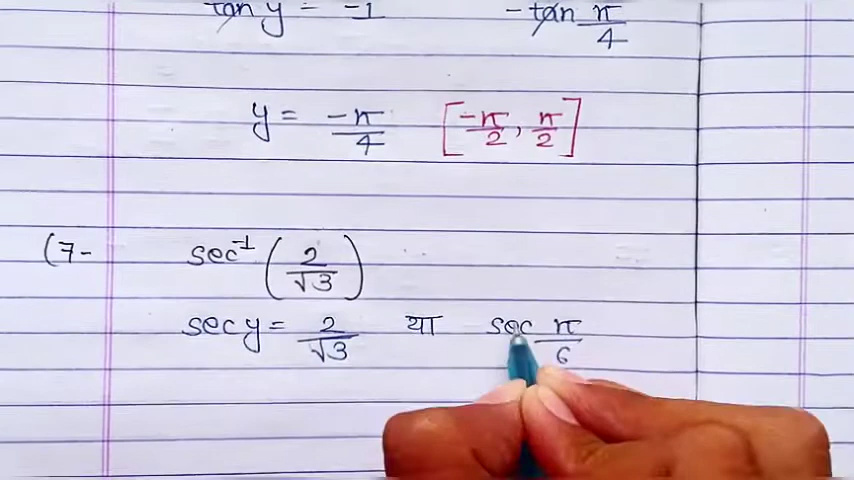 tan y = -1 - tan π/4
y = -π/4 [-π/2, π/2]
(7- sec⁻¹ (2/√3)
sec y = 2/√3 या sec π/6